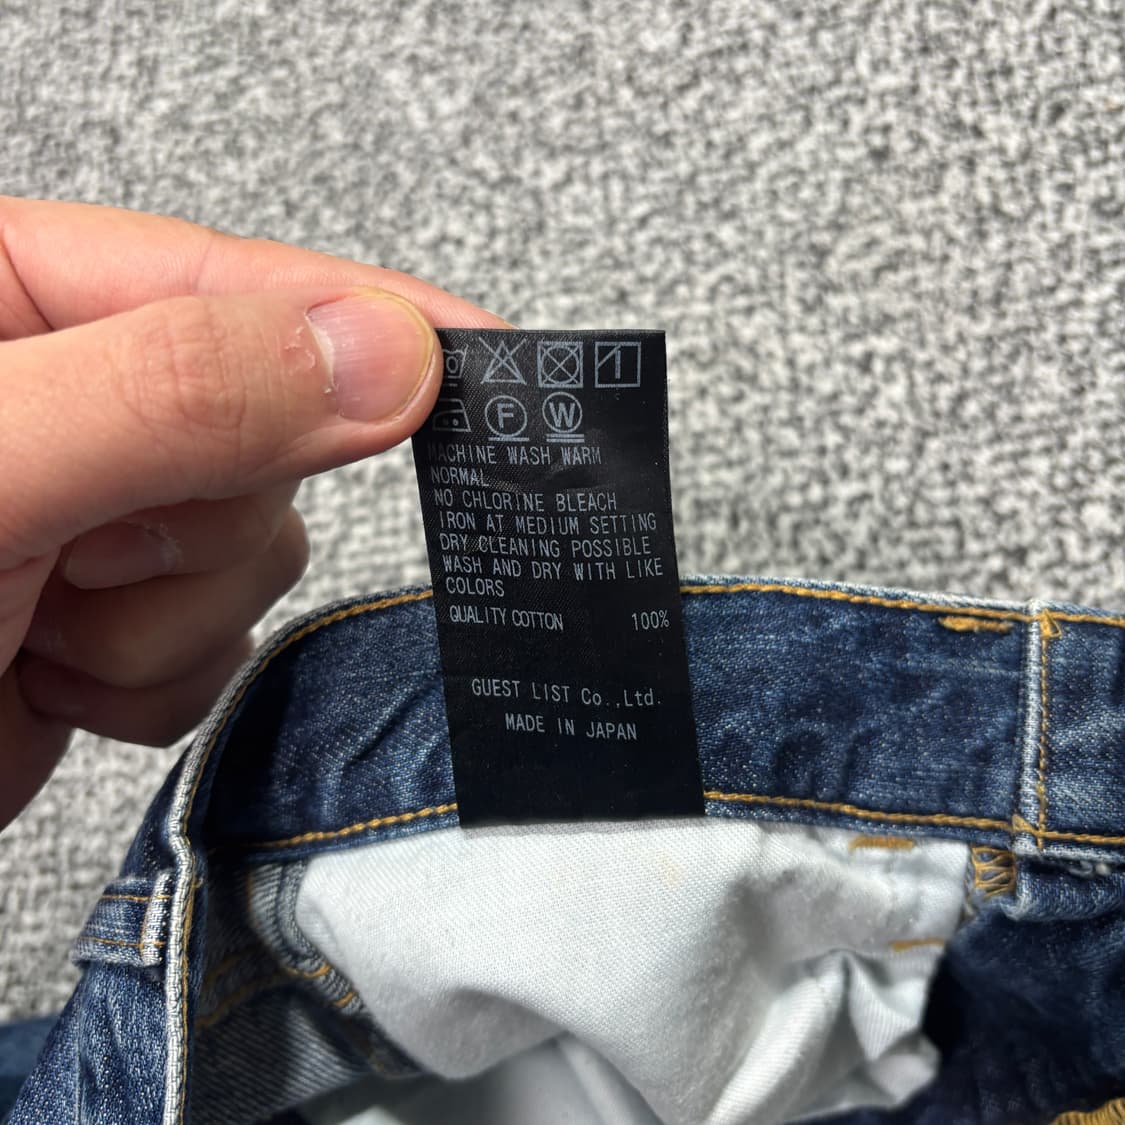 F W
MACHINE WASH WARM
NORMAL
NO CHLORINE BLEACH
IRON AT MEDIUM SETTING
DRY CLEANING POSSIBLE
WASH AND DRY WITH LIKE
COLORS
QUALITY COTTON 100%
GUEST LIST Co.,Ltd.
MADE IN JAPAN